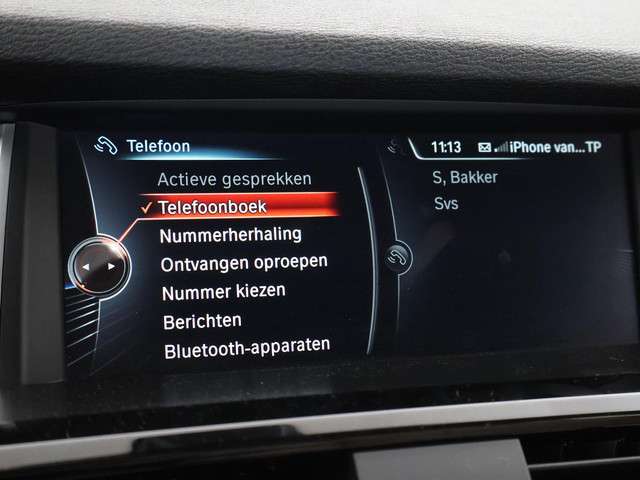 Telefoon
11:13 iPhone van...TP
Actieve gesprekken
Telefoonboek
Nummerherhaling
Ontvangen oproepen
Nummer kiezen
Berichten
Bluetooth-apparaten
S, Bakker
Svs